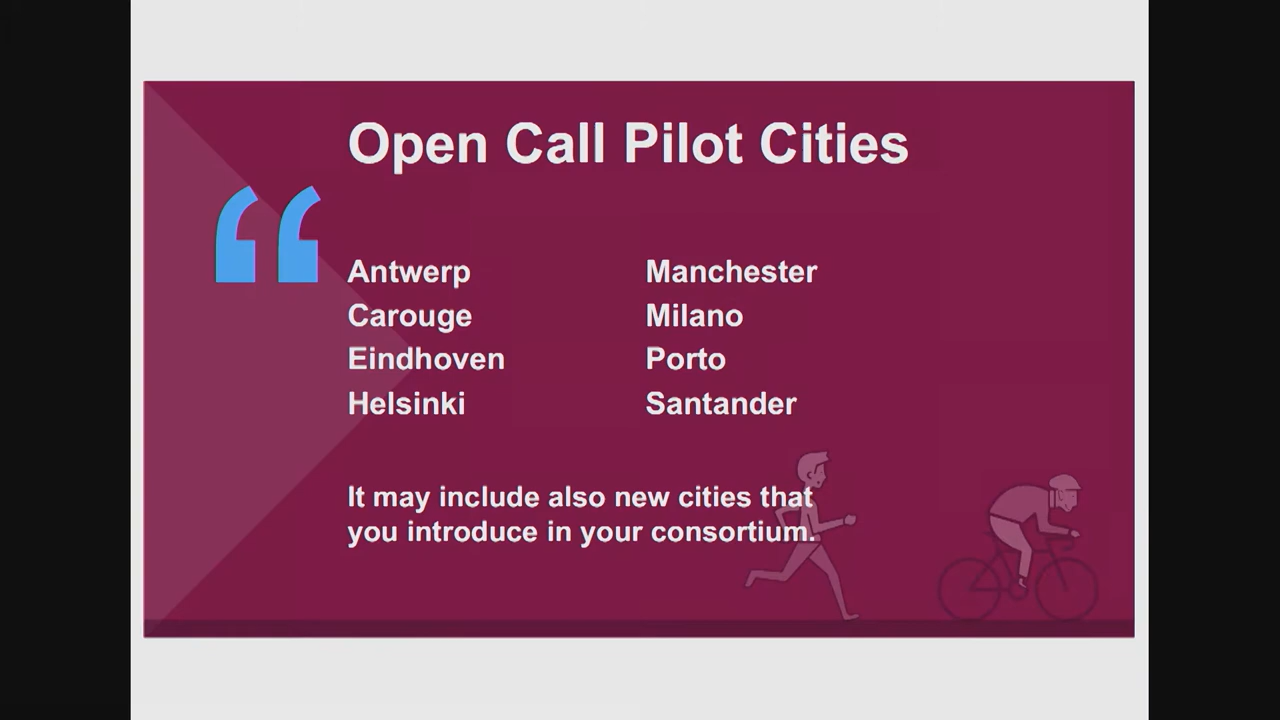 Open Call Pilot Cities
Antwerp
Carouge
Eindhoven
Helsinki
Manchester
Milano
Porto
Santander
It may include also new cities that
you introduce in your consortium.